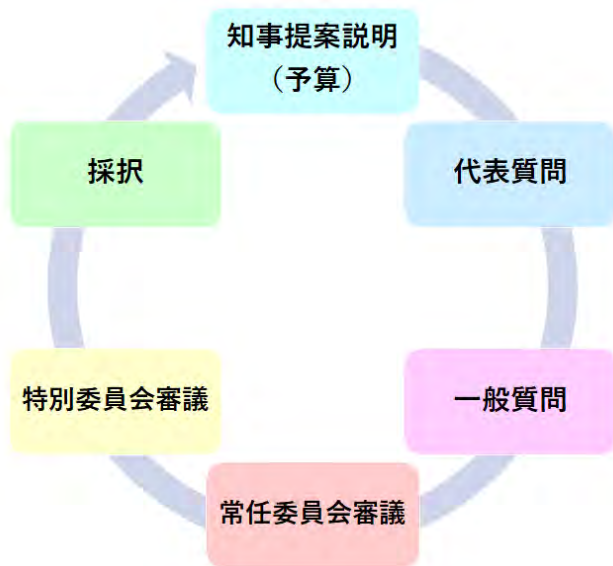 知事提案説明
（予算）
代表質問
一般質問
常任委員会審議
特別委員会審議
採択